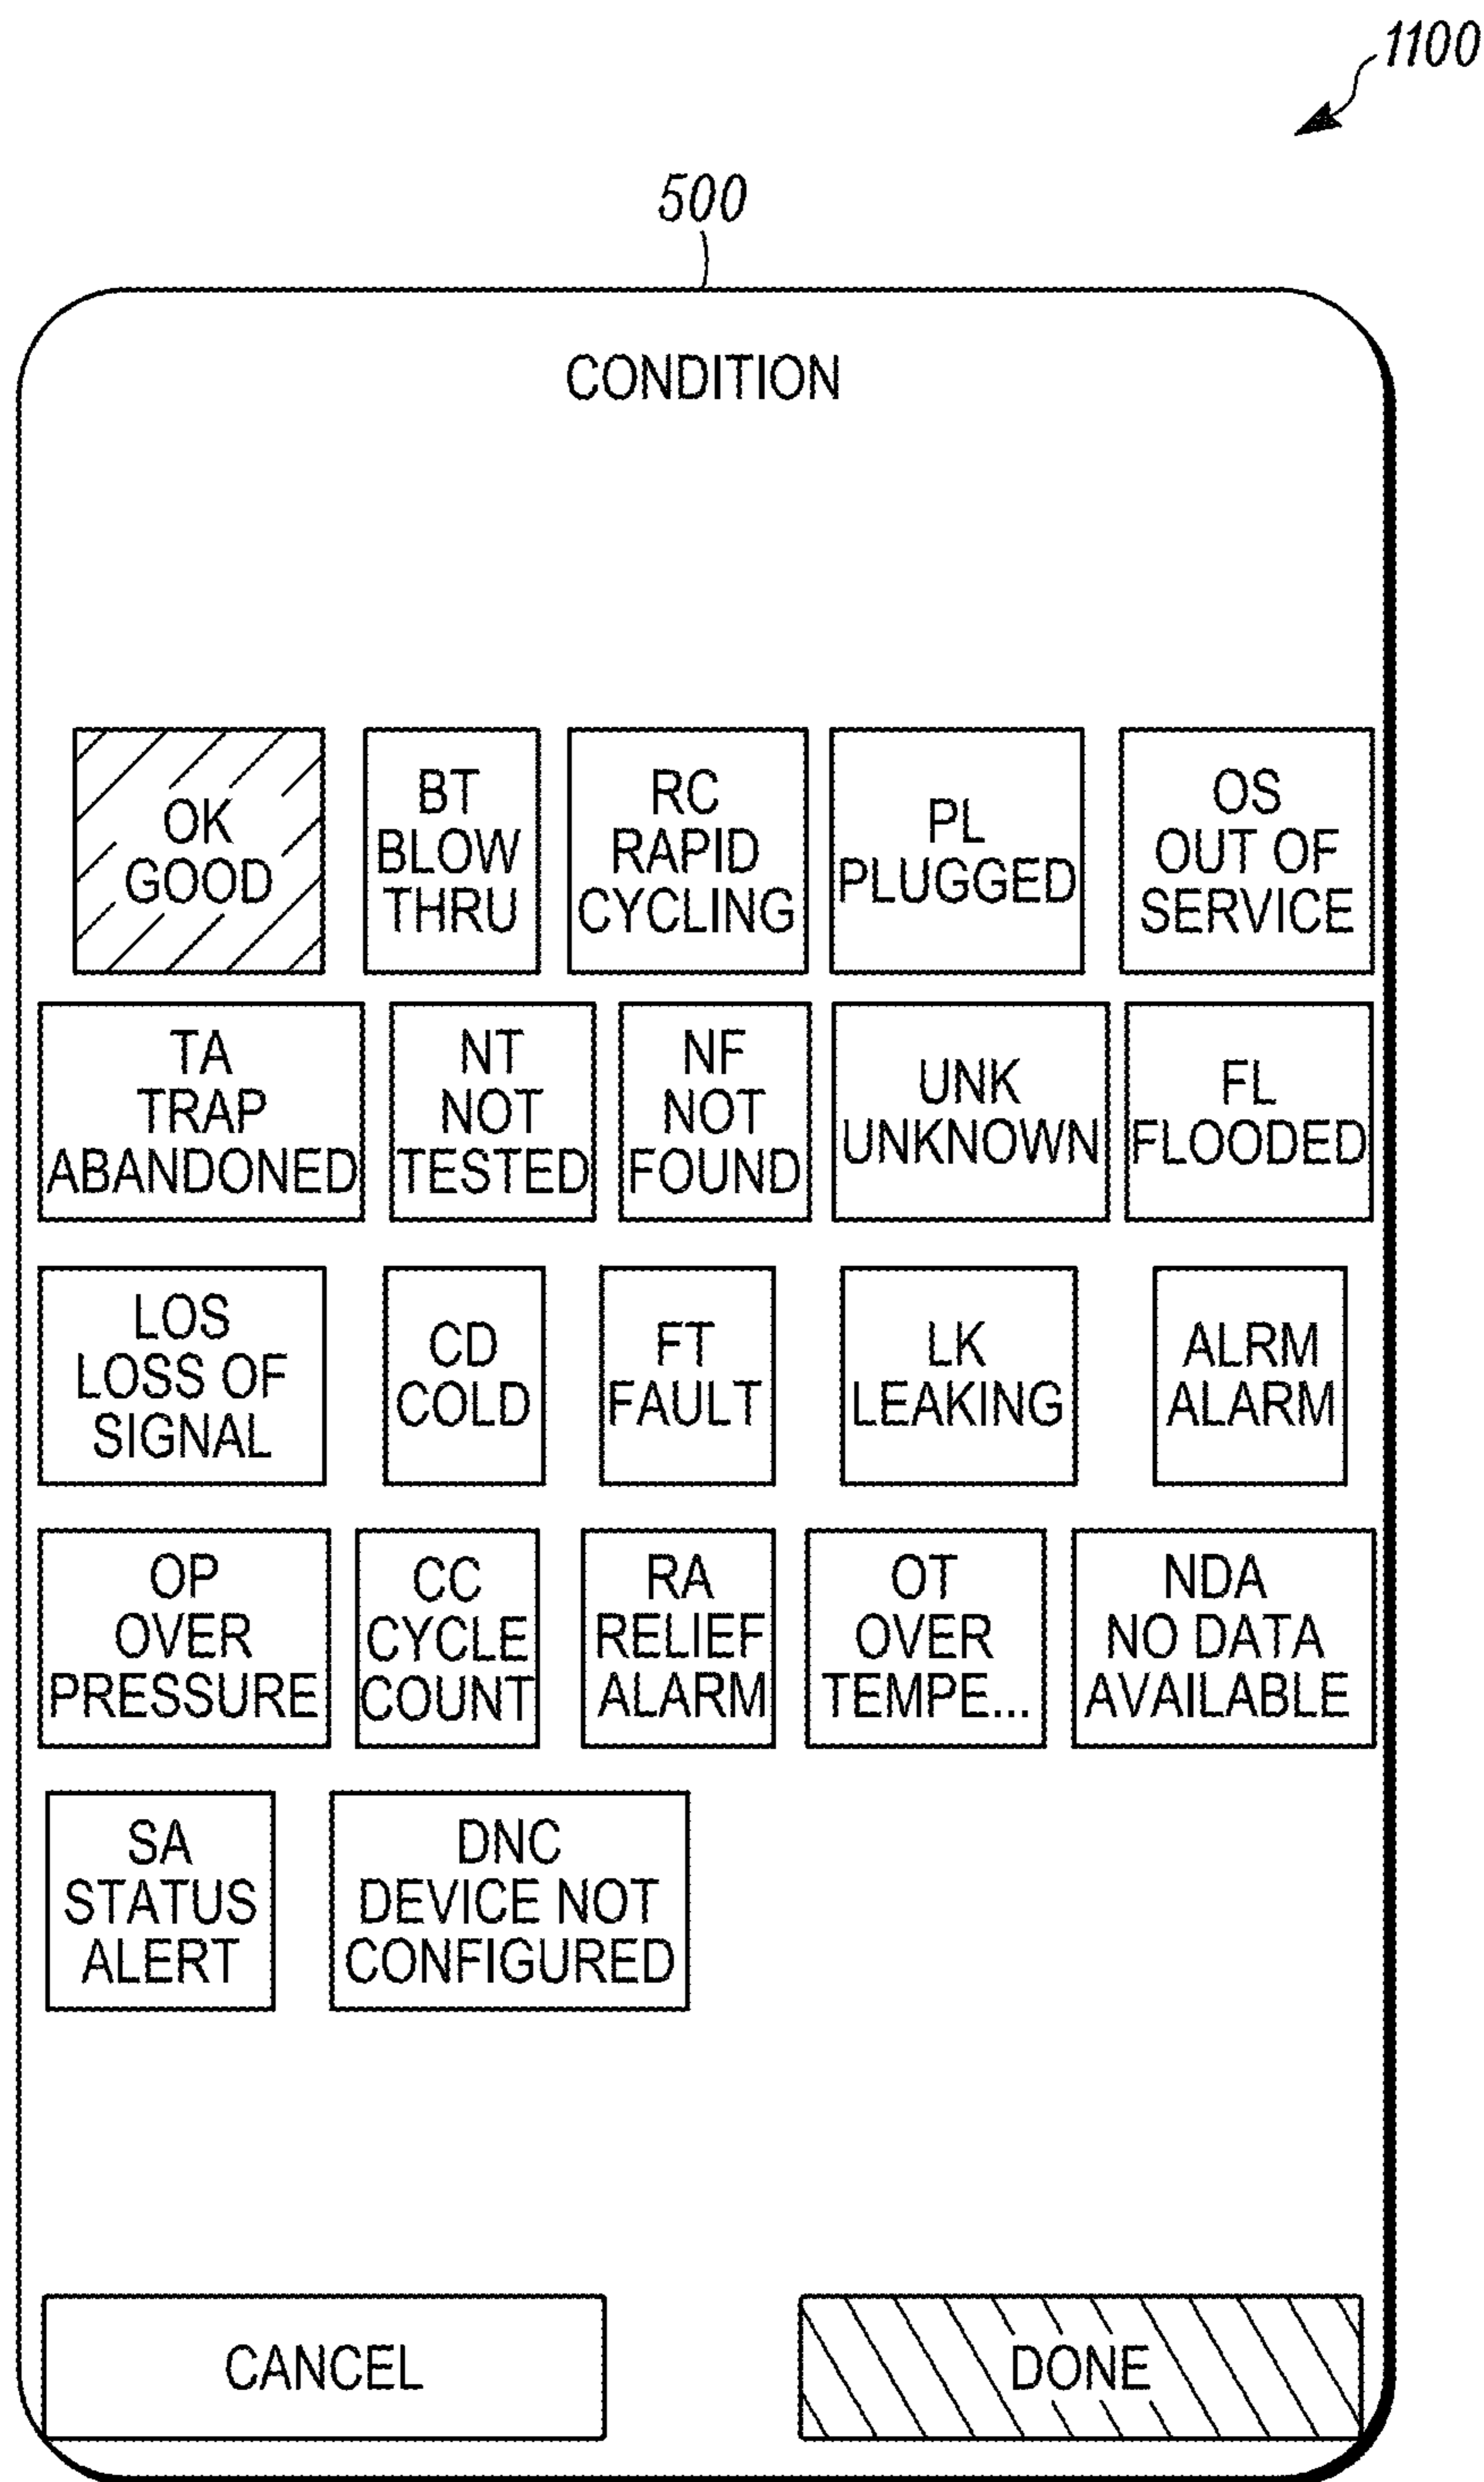 1100
500
CONDITION
OK
GOOD
BT
BLOW
THRU
RC
RAPID
CYCLING
PL
PLUGGED
OS
OUT OF
SERVICE
TA
TRAP
ABANDONED
NT
NOT
TESTED
NF
NOT
FOUND
UNK
UNKNOWN
FL
FLOODED
LOS
LOSS OF
SIGNAL
CD
COLD
FT
FAULT
LK
LEAKING
ALRM
ALARM
OP
OVER
PRESSURE
CC
CYCLE
COUNT
RA
RELIEF
ALARM
OT
OVER
TEMPE...
NDA
NO DATA
AVAILABLE
SA
STATUS
ALERT
DNC
DEVICE NOT
CONFIGURED
CANCEL
DONE